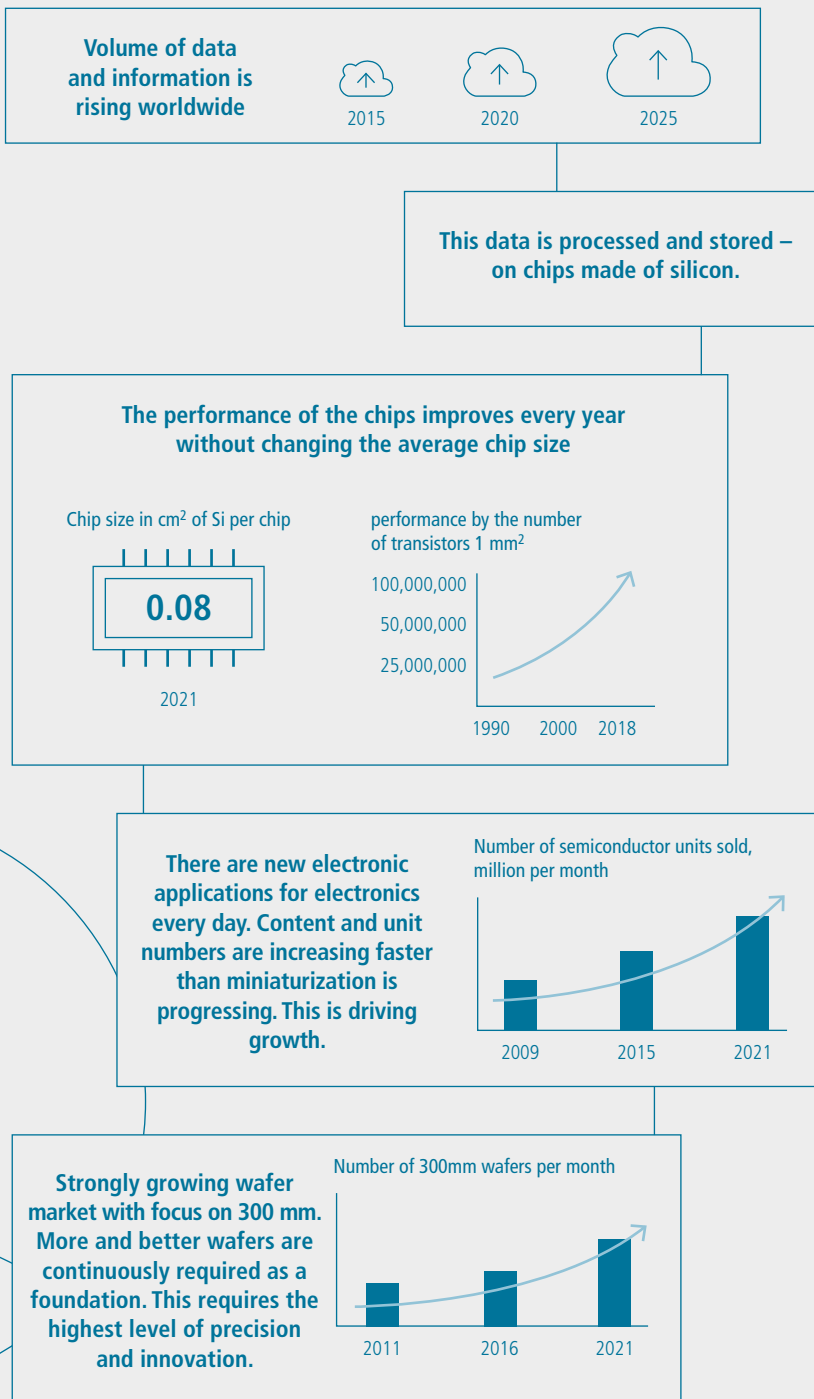 Volume of data
and information is
rising worldwide
2015
2020
2025
This data is processed and stored –
on chips made of silicon.
The performance of the chips improves every year
without changing the average chip size
Chip size in cm² of Si per chip
0.08
2021
performance by the number
of transistors 1 mm²
100,000,000
50,000,000
25,000,000
1990
2000
2018
There are new electronic
applications for electronics
every day. Content and unit
numbers are increasing faster
than miniaturization is
progressing. This is driving
growth.
Number of semiconductor units sold,
million per month
2009
2015
2021
Strongly growing wafer
market with focus on 300 mm.
More and better wafers are
continuously required as a
foundation. This requires the
highest level of precision
and innovation.
Number of 300mm wafers per month
2011
2016
2021